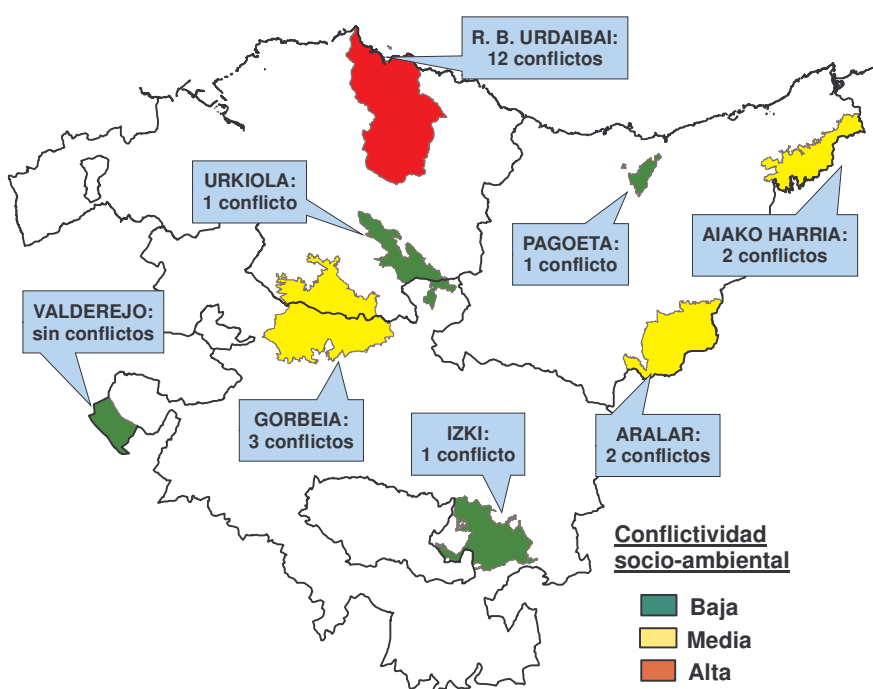 R. B. URDAIBAI:
12 conflictos
URKIOLA:
1 conflicto
PAGOETA:
1 conflicto
AIAKO HARRIA:
2 conflictos
VALDEREJO:
sin conflictos
GORBEIA:
3 conflictos
IZKI:
1 conflicto
ARALAR:
2 conflictos
Conflictividad
socio-ambiental
Baja
Media
Alta